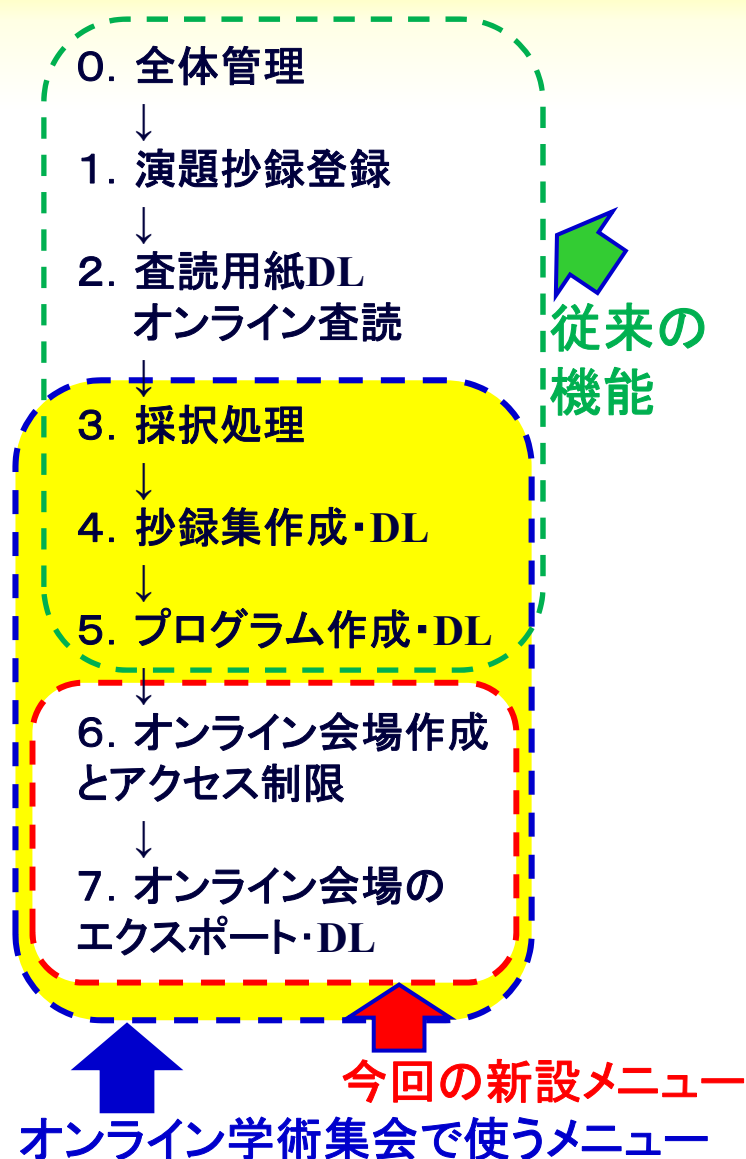 ０．全体管理
↓
１．演題抄録登録
↓
２．査読用紙DL
オンライン査読
↓
３．採択処理
↓
４．抄録集作成・DL
↓
５．プログラム作成・DL
↓
６．オンライン会場作成
とアクセス制限
↓
７．オンライン会場の
エクスポート・DL
従来の
機能
今回の新設メニュー
オンライン学術集会で使うメニュー